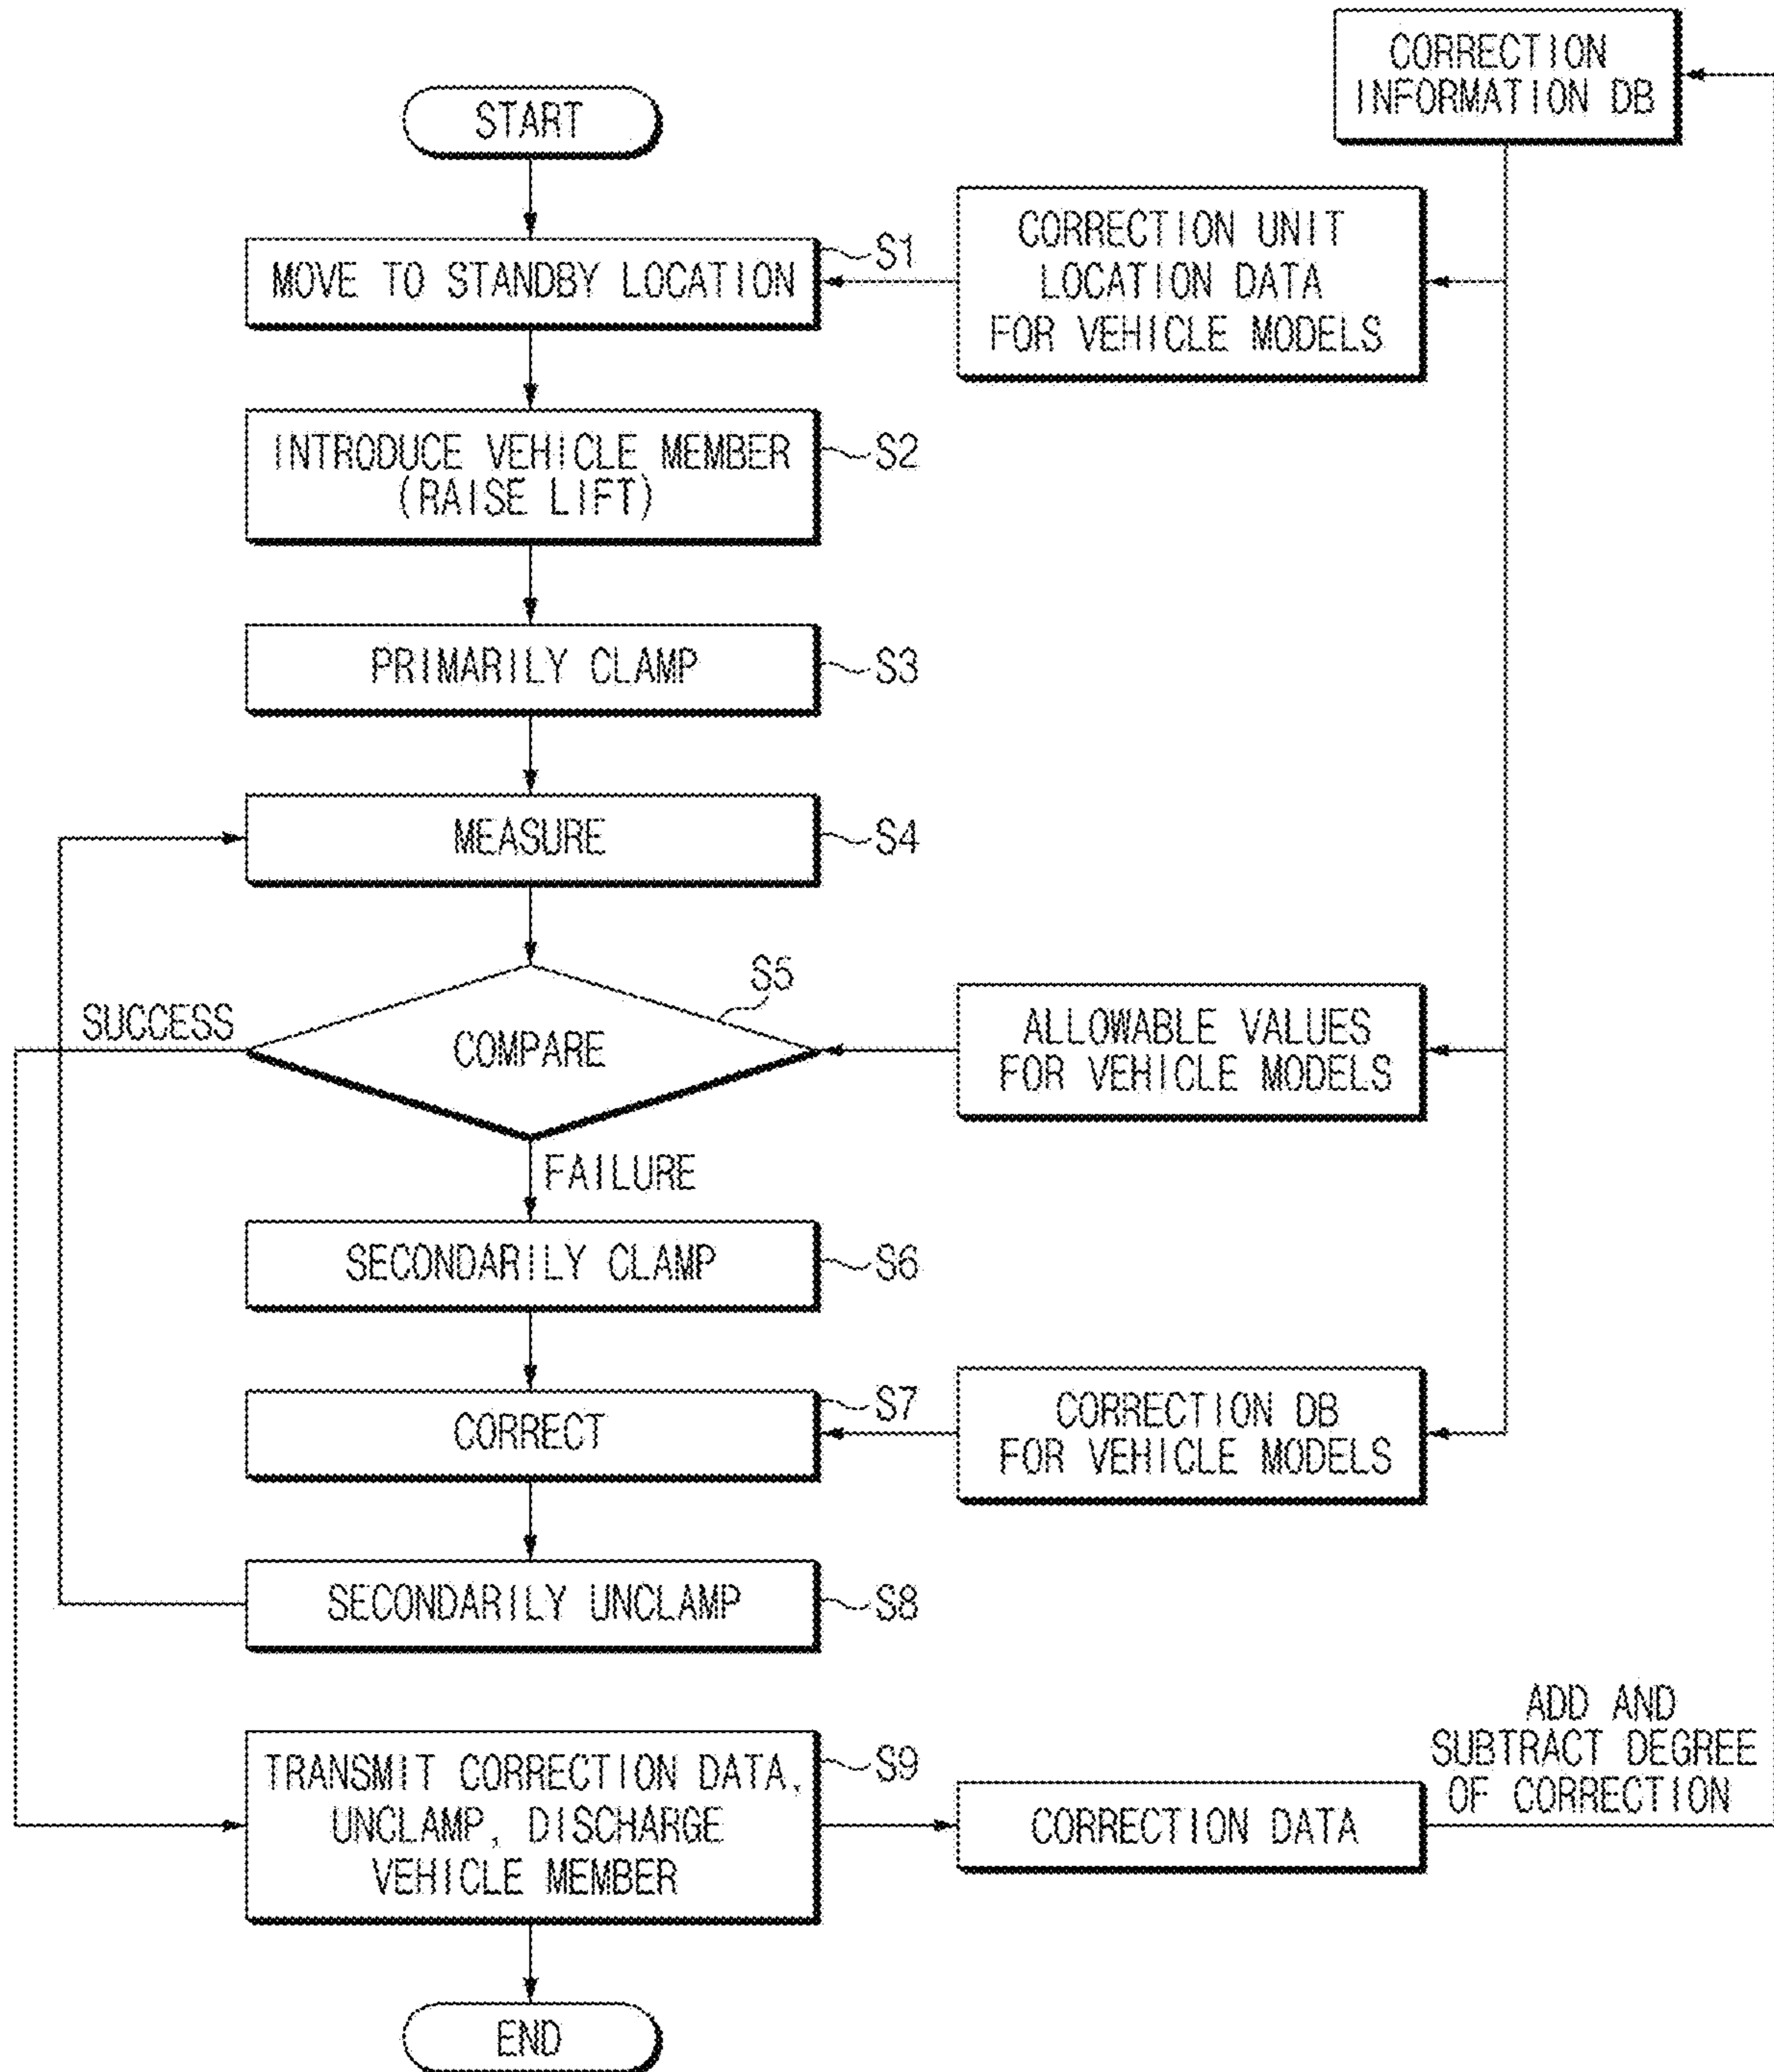 CORRECTION
INFORMATION DB
START
CORRECTION UNIT
LOCATION DATA
FOR VEHICLE MODELS
MOVE TO STANDBY LOCATION
S1
INTRODUCE VEHICLE MEMBER
(RAISE LIFT)
S2
PRIMARILY CLAMP
S3
MEASURE
S4
SUCCESS
COMPARE
S5
ALLOWABLE VALUES
FOR VEHICLE MODELS
FAILURE
SECONDARILY CLAMP
S6
CORRECT
S7
CORRECTION DB
FOR VEHICLE MODELS
SECONDARILY UNCLAMP
S8
TRANSMIT CORRECTION DATA,
UNCLAMP, DISCHARGE
VEHICLE MEMBER
S9
CORRECTION DATA
ADD AND
SUBTRACT DEGREE
OF CORRECTION
END